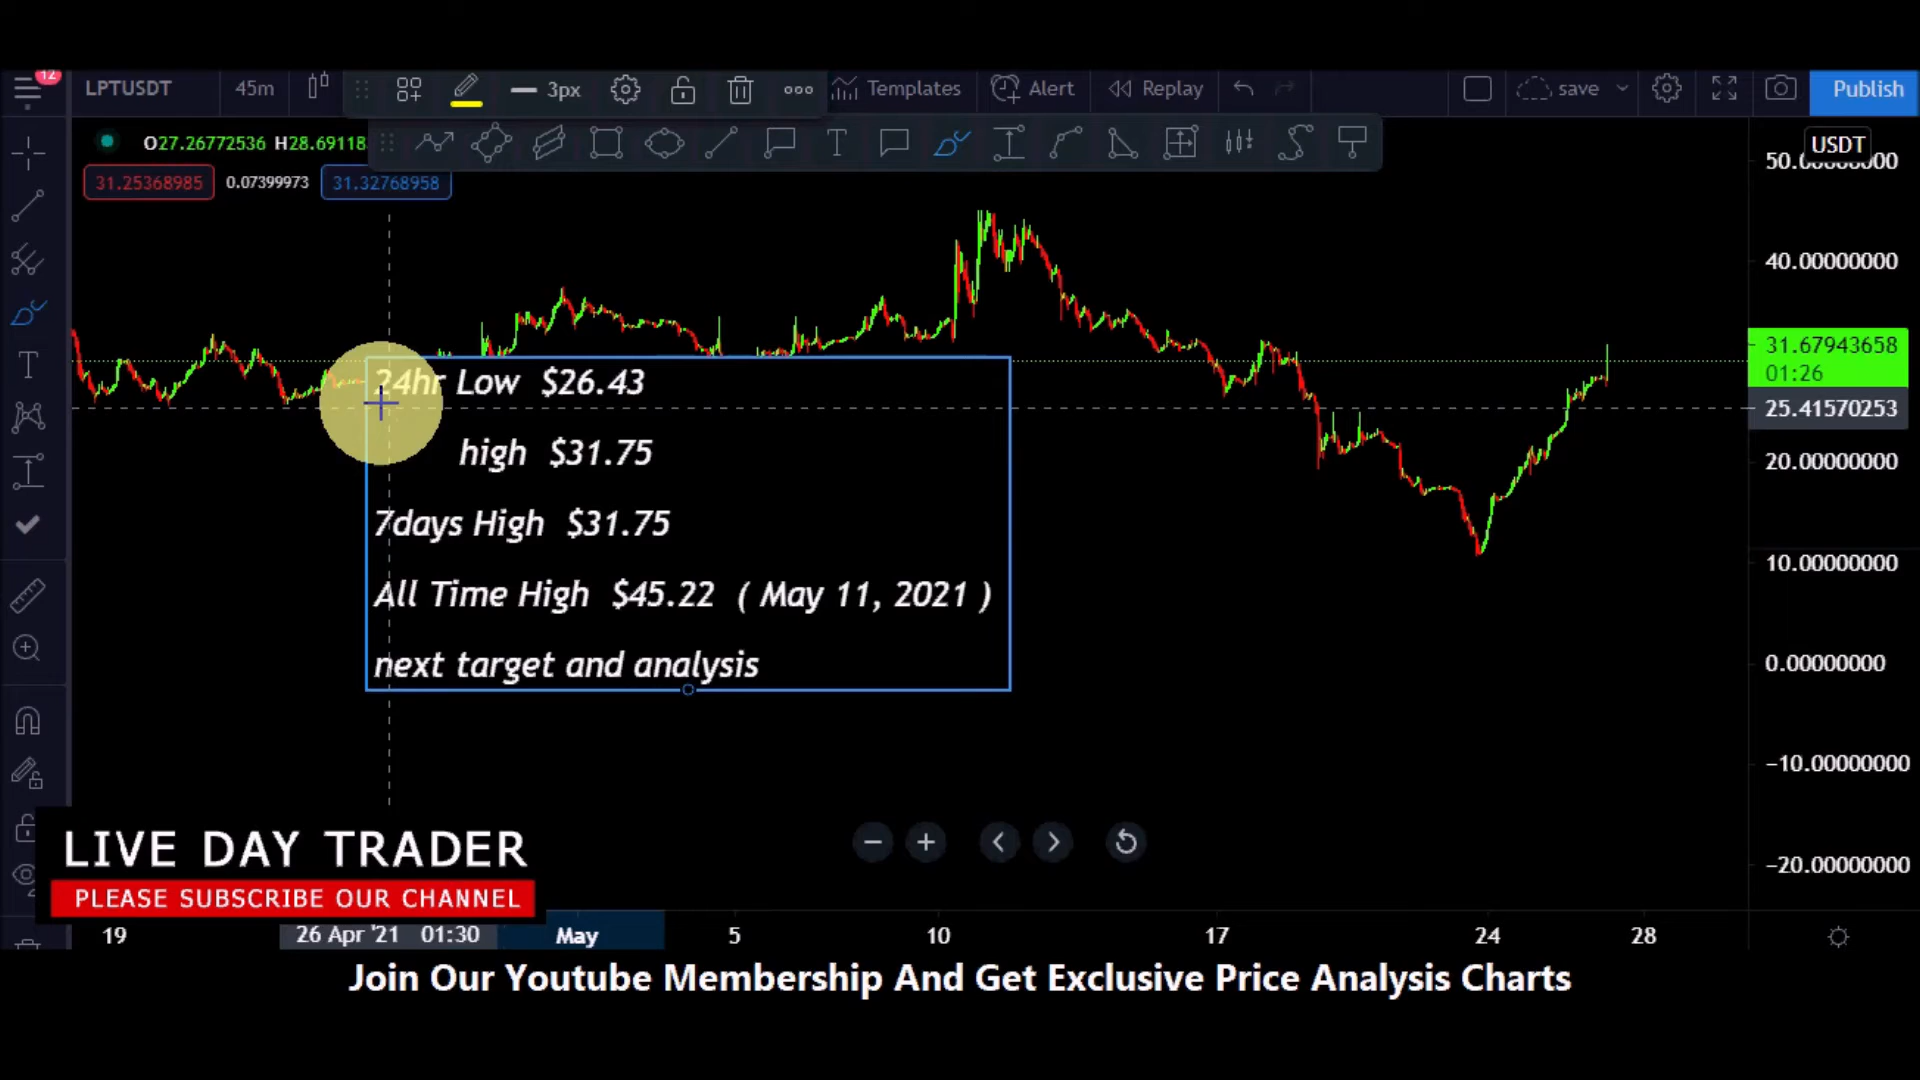 12
LPTUSDT 45m 3px Templates Alert Replay save Publish
O27.26772536 H28.69118
31.25368985 0.07399973 31.32768958
USDT
50.00000000
40.00000000
31.67943658
01:26
25.41570253
20.00000000
10.00000000
0.00000000
−10.00000000
−20.00000000
24hr Low $26.43
high $31.75
7days High $31.75
All Time High $45.22 ( May 11, 2021 )
next target and analysis
LIVE DAY TRADER
PLEASE SUBSCRIBE OUR CHANNEL
19 26 Apr '21 01:30 May 5 10 17 24 28
Join Our Youtube Membership And Get Exclusive Price Analysis Charts